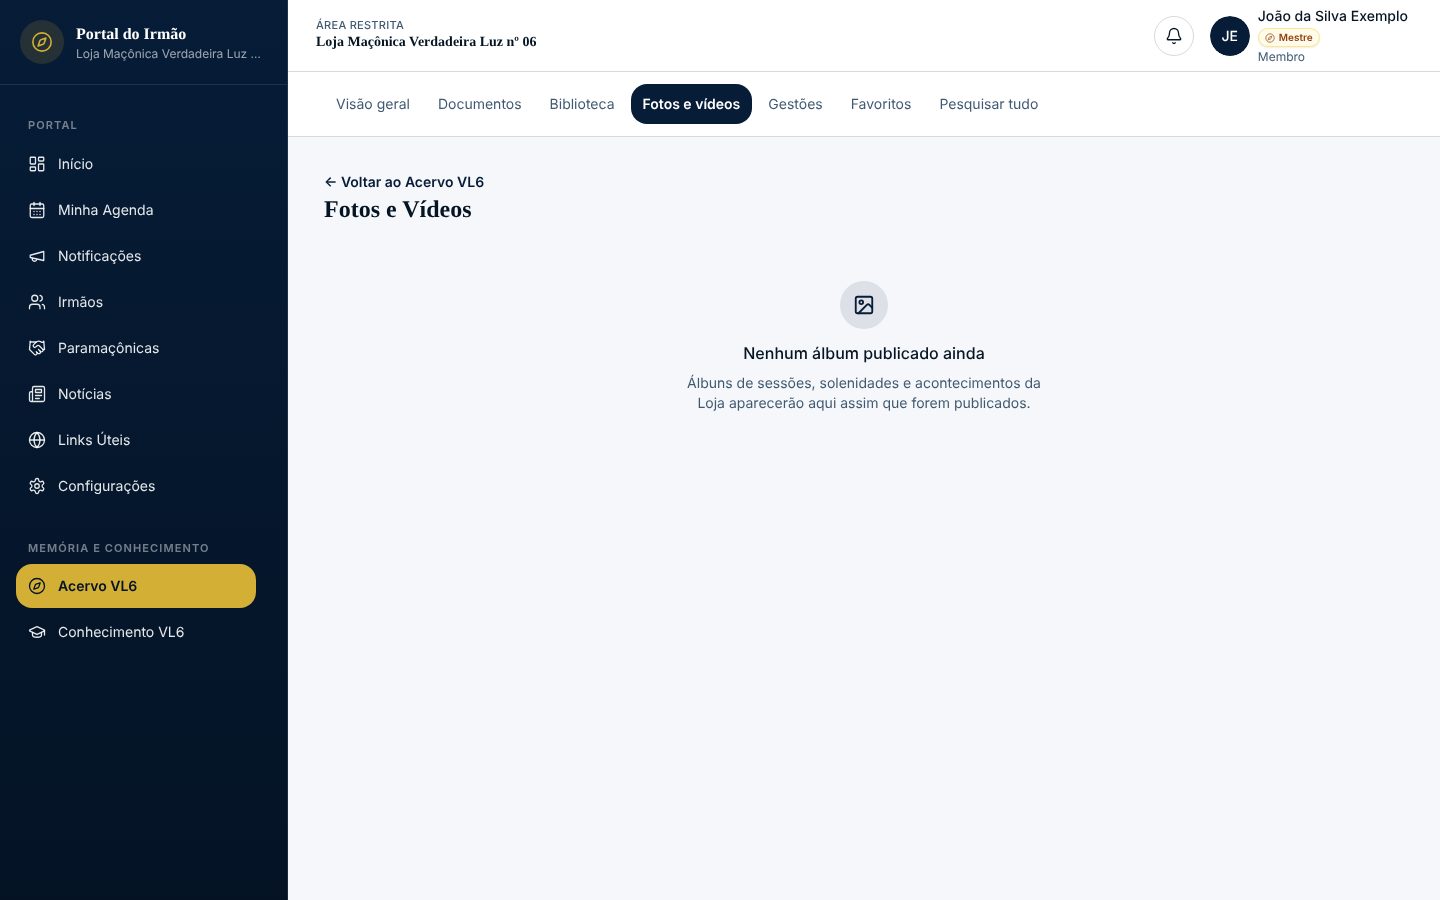 Portal do Irmão
Loja Maçônica Verdadeira Luz ...
PORTAL
Início
Minha Agenda
Notificações
Irmãos
Paramaçônicas
Notícias
Links Úteis
Configurações
MEMÓRIA E CONHECIMENTO
Acervo VL6
Conhecimento VL6
ÁREA RESTRITA
Loja Maçônica Verdadeira Luz nº 06
JE
João da Silva Exemplo
Mestre
Membro
Visão geral Documentos Biblioteca Fotos e vídeos Gestões Favoritos Pesquisar tudo
← Voltar ao Acervo VL6
Fotos e Vídeos
Nenhum álbum publicado ainda
Álbuns de sessões, solenidades e acontecimentos da
Loja aparecerão aqui assim que forem publicados.